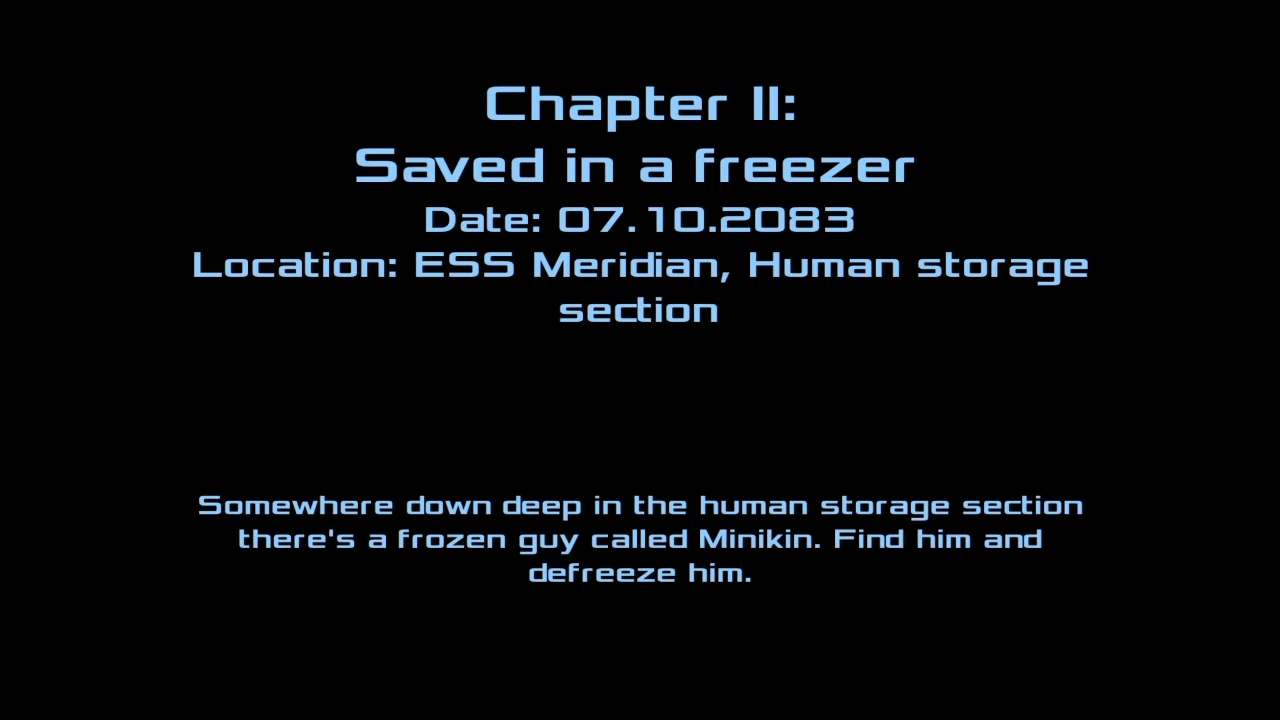 Chapter II:
Saved in a freezer
Date: 07.10.2083
Location: ESS Meridian, Human storage
section
Somewhere down deep in the human storage section
there's a frozen guy called Minikin. Find him and
defreeze him.